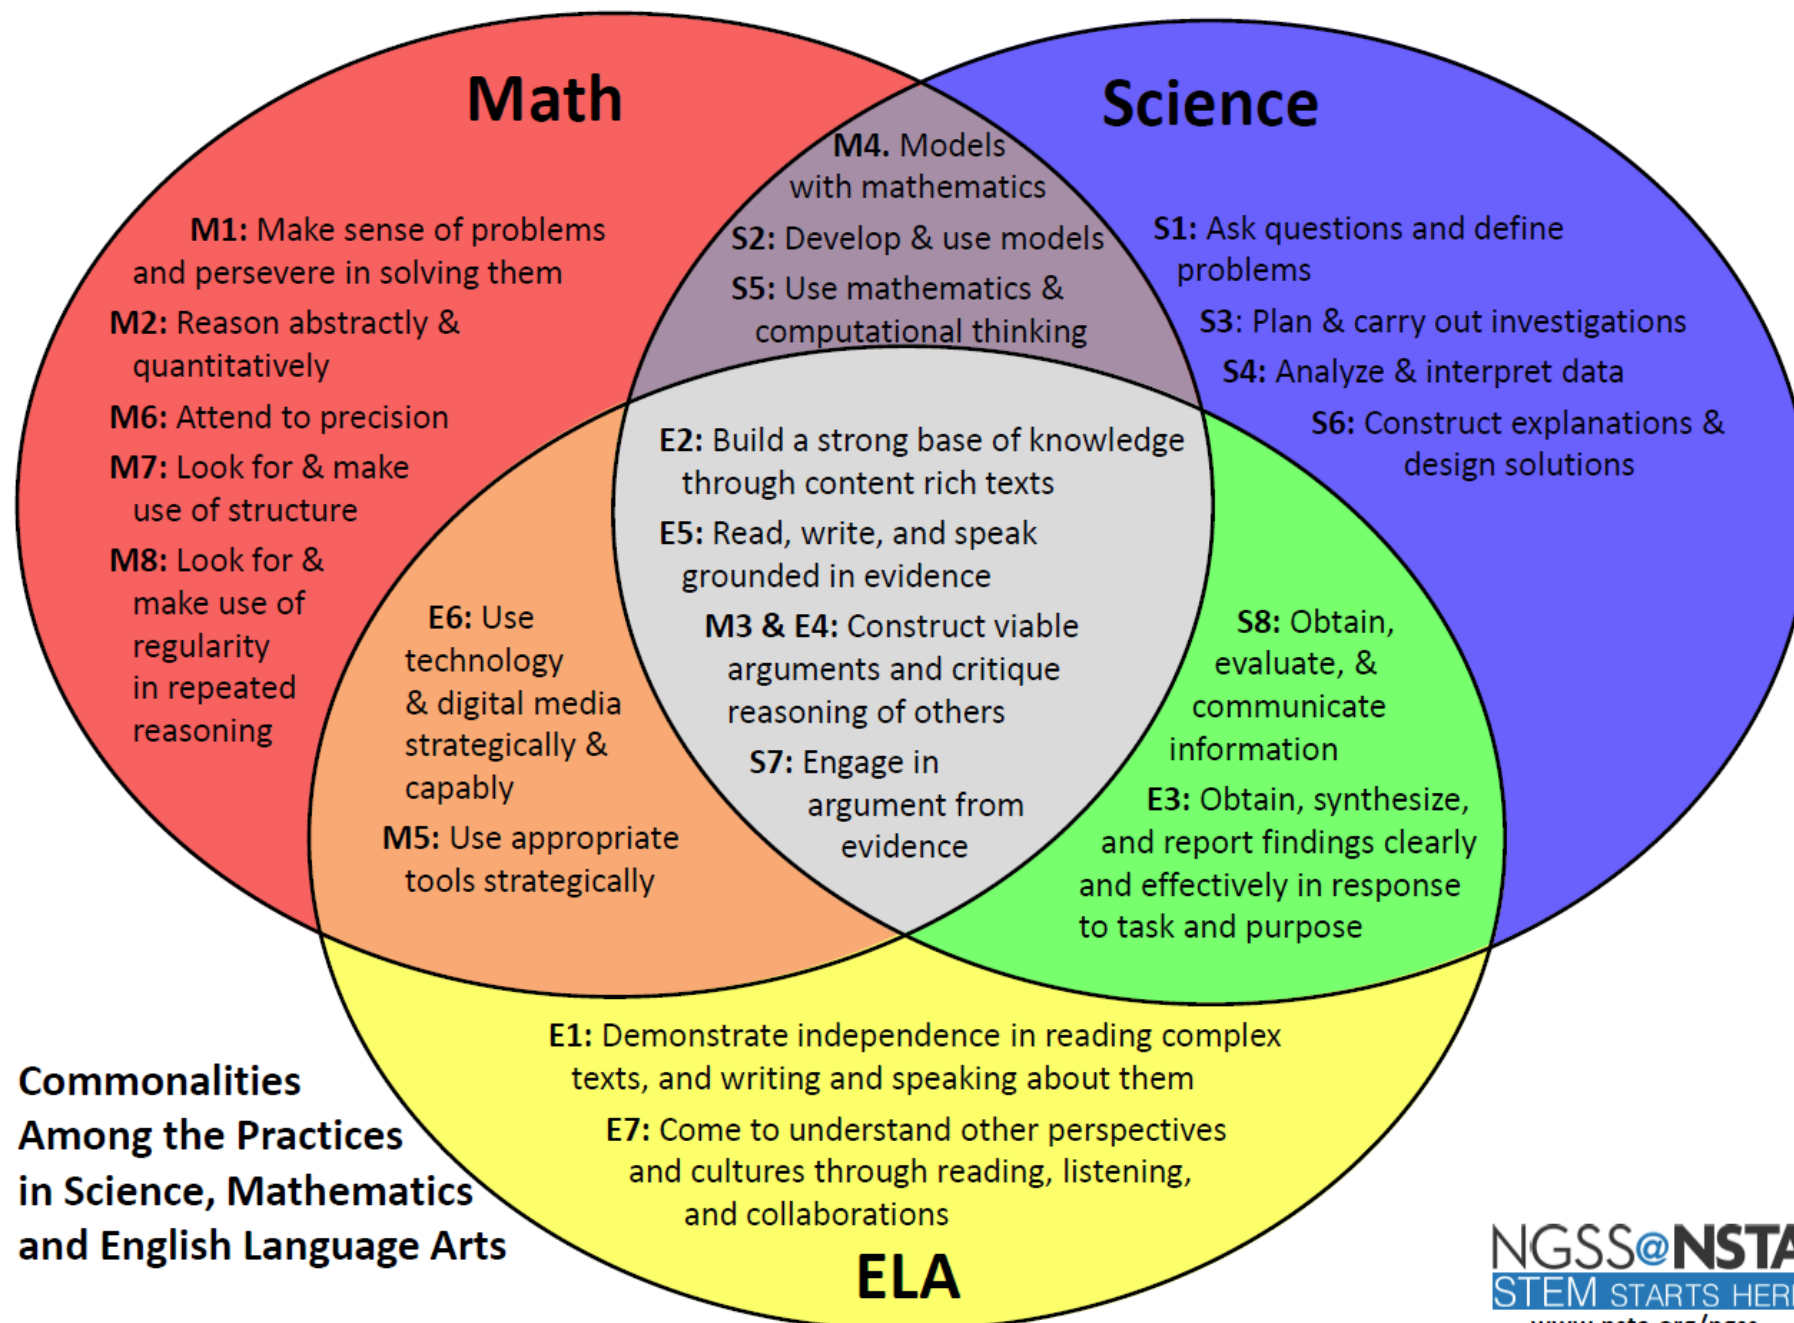 Math
Science
M1: Make sense of problems
and persevere in solving them
M2: Reason abstractly &
quantitatively
M6: Attend to precision
M7: Look for & make
use of structure
M8: Look for &
make use of
regularity
in repeated
reasoning
M4. Models
with mathematics
S2: Develop & use models
S5: Use mathematics &
computational thinking
S1: Ask questions and define
problems
S3: Plan & carry out investigations
S4: Analyze & interpret data
S6: Construct explanations &
design solutions
E2: Build a strong base of knowledge
through content rich texts
E5: Read, write, and speak
grounded in evidence
M3 & E4: Construct viable
arguments and critique
reasoning of others
S7: Engage in
argument from
evidence
E6: Use
technology
& digital media
strategically &
capably
M5: Use appropriate
tools strategically
S8: Obtain,
evaluate, &
communicate
information
E3: Obtain, synthesize,
and report findings clearly
and effectively in response
to task and purpose
E1: Demonstrate independence in reading complex
texts, and writing and speaking about them
E7: Come to understand other perspectives
and cultures through reading, listening,
and collaborations
ELA
Commonalities
Among the Practices
in Science, Mathematics
and English Language Arts
NGSS@NSTA
STEM STARTS HERE
www.nsta.org/ngss